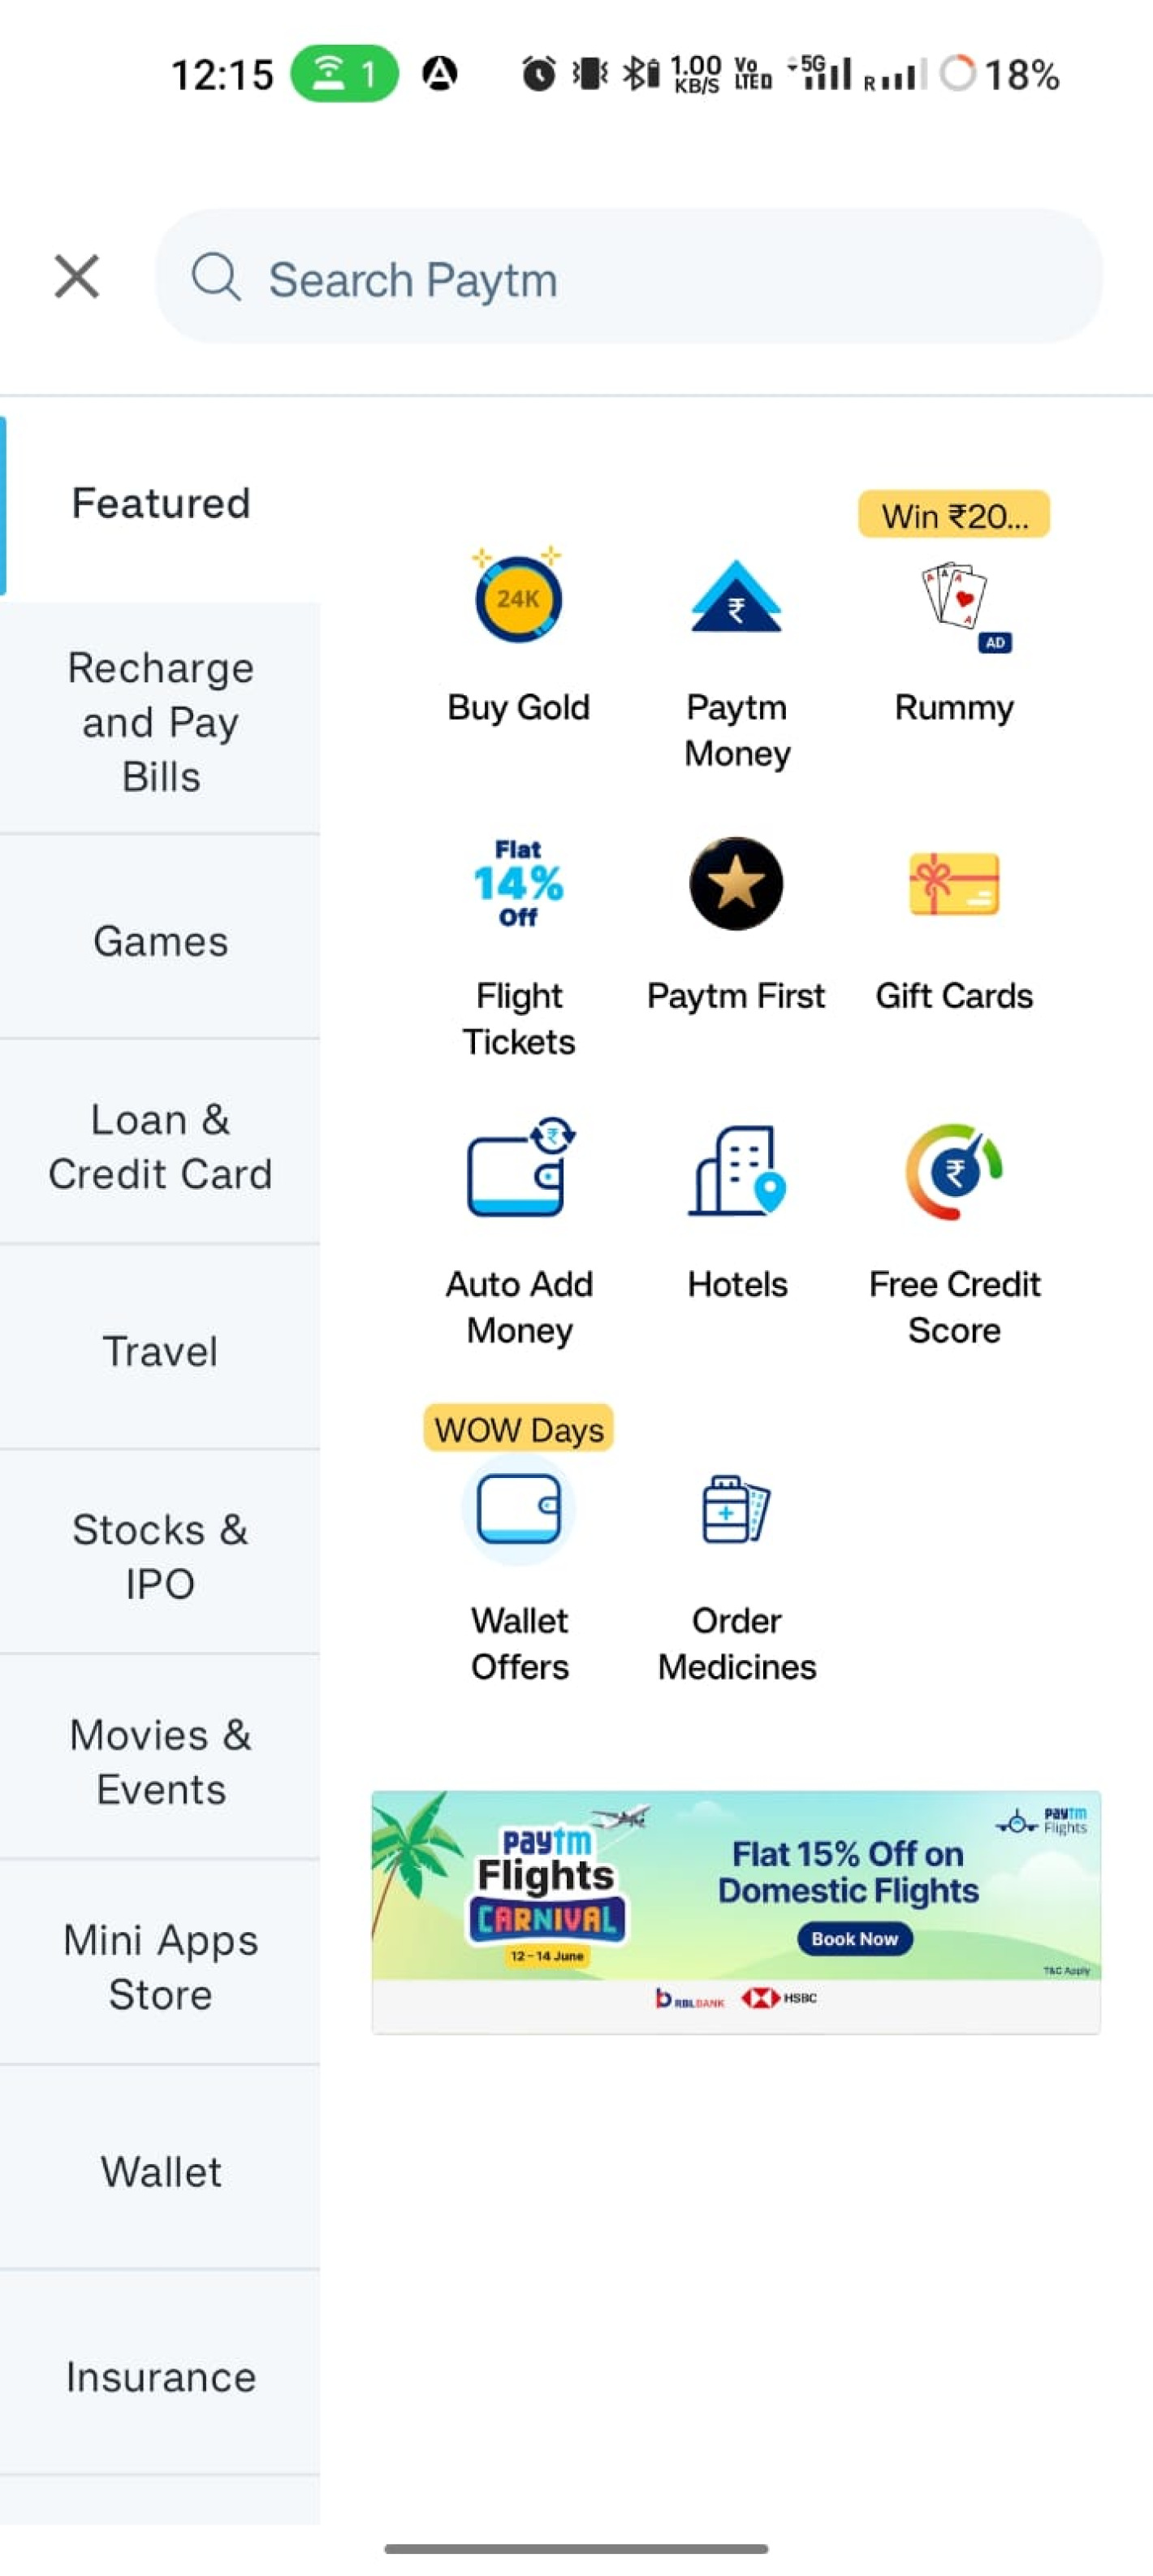 12:15 1 1.00 KB/S Vo LTED 5G R 18%
Search Paytm
Featured
Recharge
and Pay
Bills
Games
Loan &
Credit Card
Travel
Stocks &
IPO
Movies &
Events
Mini Apps
Store
Wallet
Insurance
Win ₹20...
24K
₹
A A A A
AD
Buy Gold
Paytm
Money
Rummy
Flat
14%
Off
Flight
Tickets
Paytm First
Gift Cards
₹
₹
Auto Add
Money
Hotels
Free Credit
Score
WOW Days
Wallet
Offers
Order
Medicines
paytm
Flights
CARNIVAL
12-14 June
Flat 15% Off on
Domestic Flights
Book Now
paytm
Flights
T&C Apply
b RBLBANK HSBC